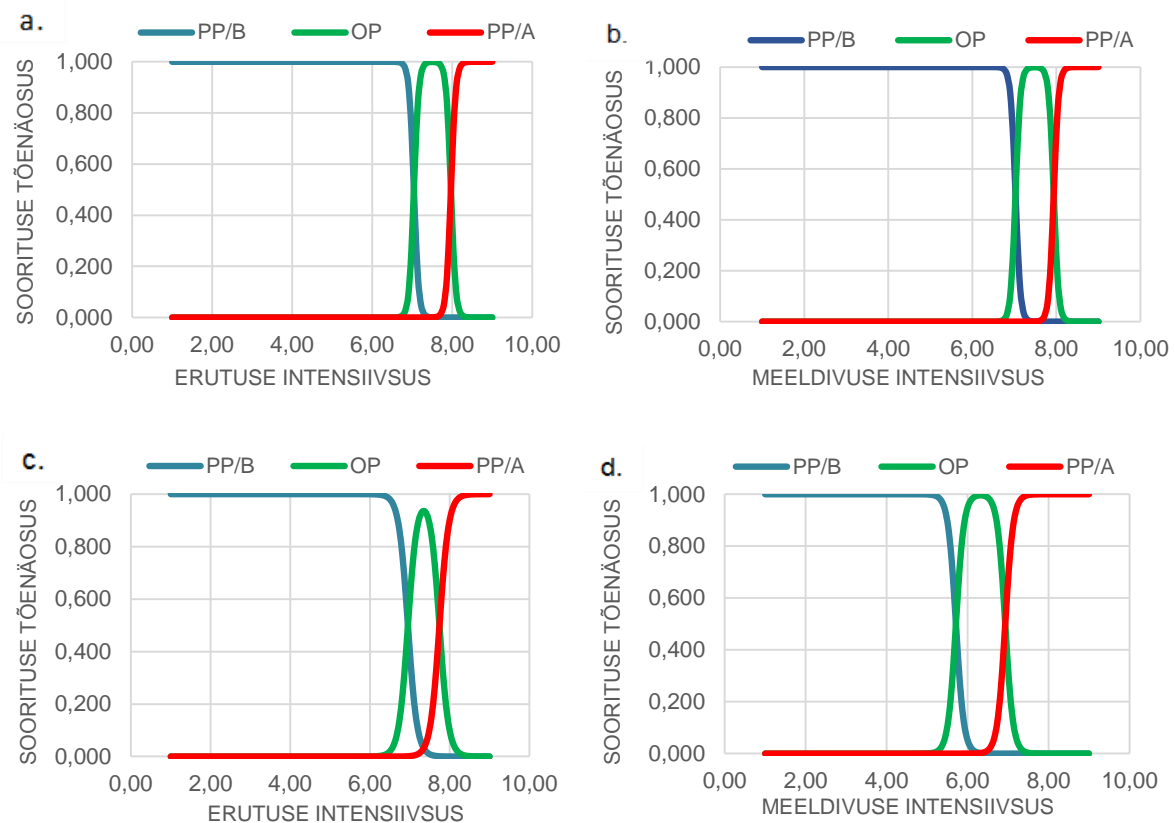 a.
PP/B OP PP/A
1,000
0,800
0,600
0,400
0,200
0,000
0,00 2,00 4,00 6,00 8,00 10,00
SOORITUSE TÕENÄOSUS
ERUTUSE INTENSIIVSUS
b.
PP/B OP PP/A
1,000
0,800
0,600
0,400
0,200
0,000
0,00 2,00 4,00 6,00 8,00 10,00
SOORITUSE TÕENÄOSUS
MEELDIVUSE INTENSIIVSUS
c.
PP/B OP PP/A
1,000
0,800
0,600
0,400
0,200
0,000
0,00 2,00 4,00 6,00 8,00 10,00
SOORITUSE TÕENÄOSUS
ERUTUSE INTENSIIVSUS
d.
PP/B OP PP/A
1,000
0,800
0,600
0,400
0,200
0,000
0,00 2,00 4,00 6,00 8,00 10,00
SOORITUSE TÕENÄOSUS
MEELDIVUSE INTENSIIVSUS